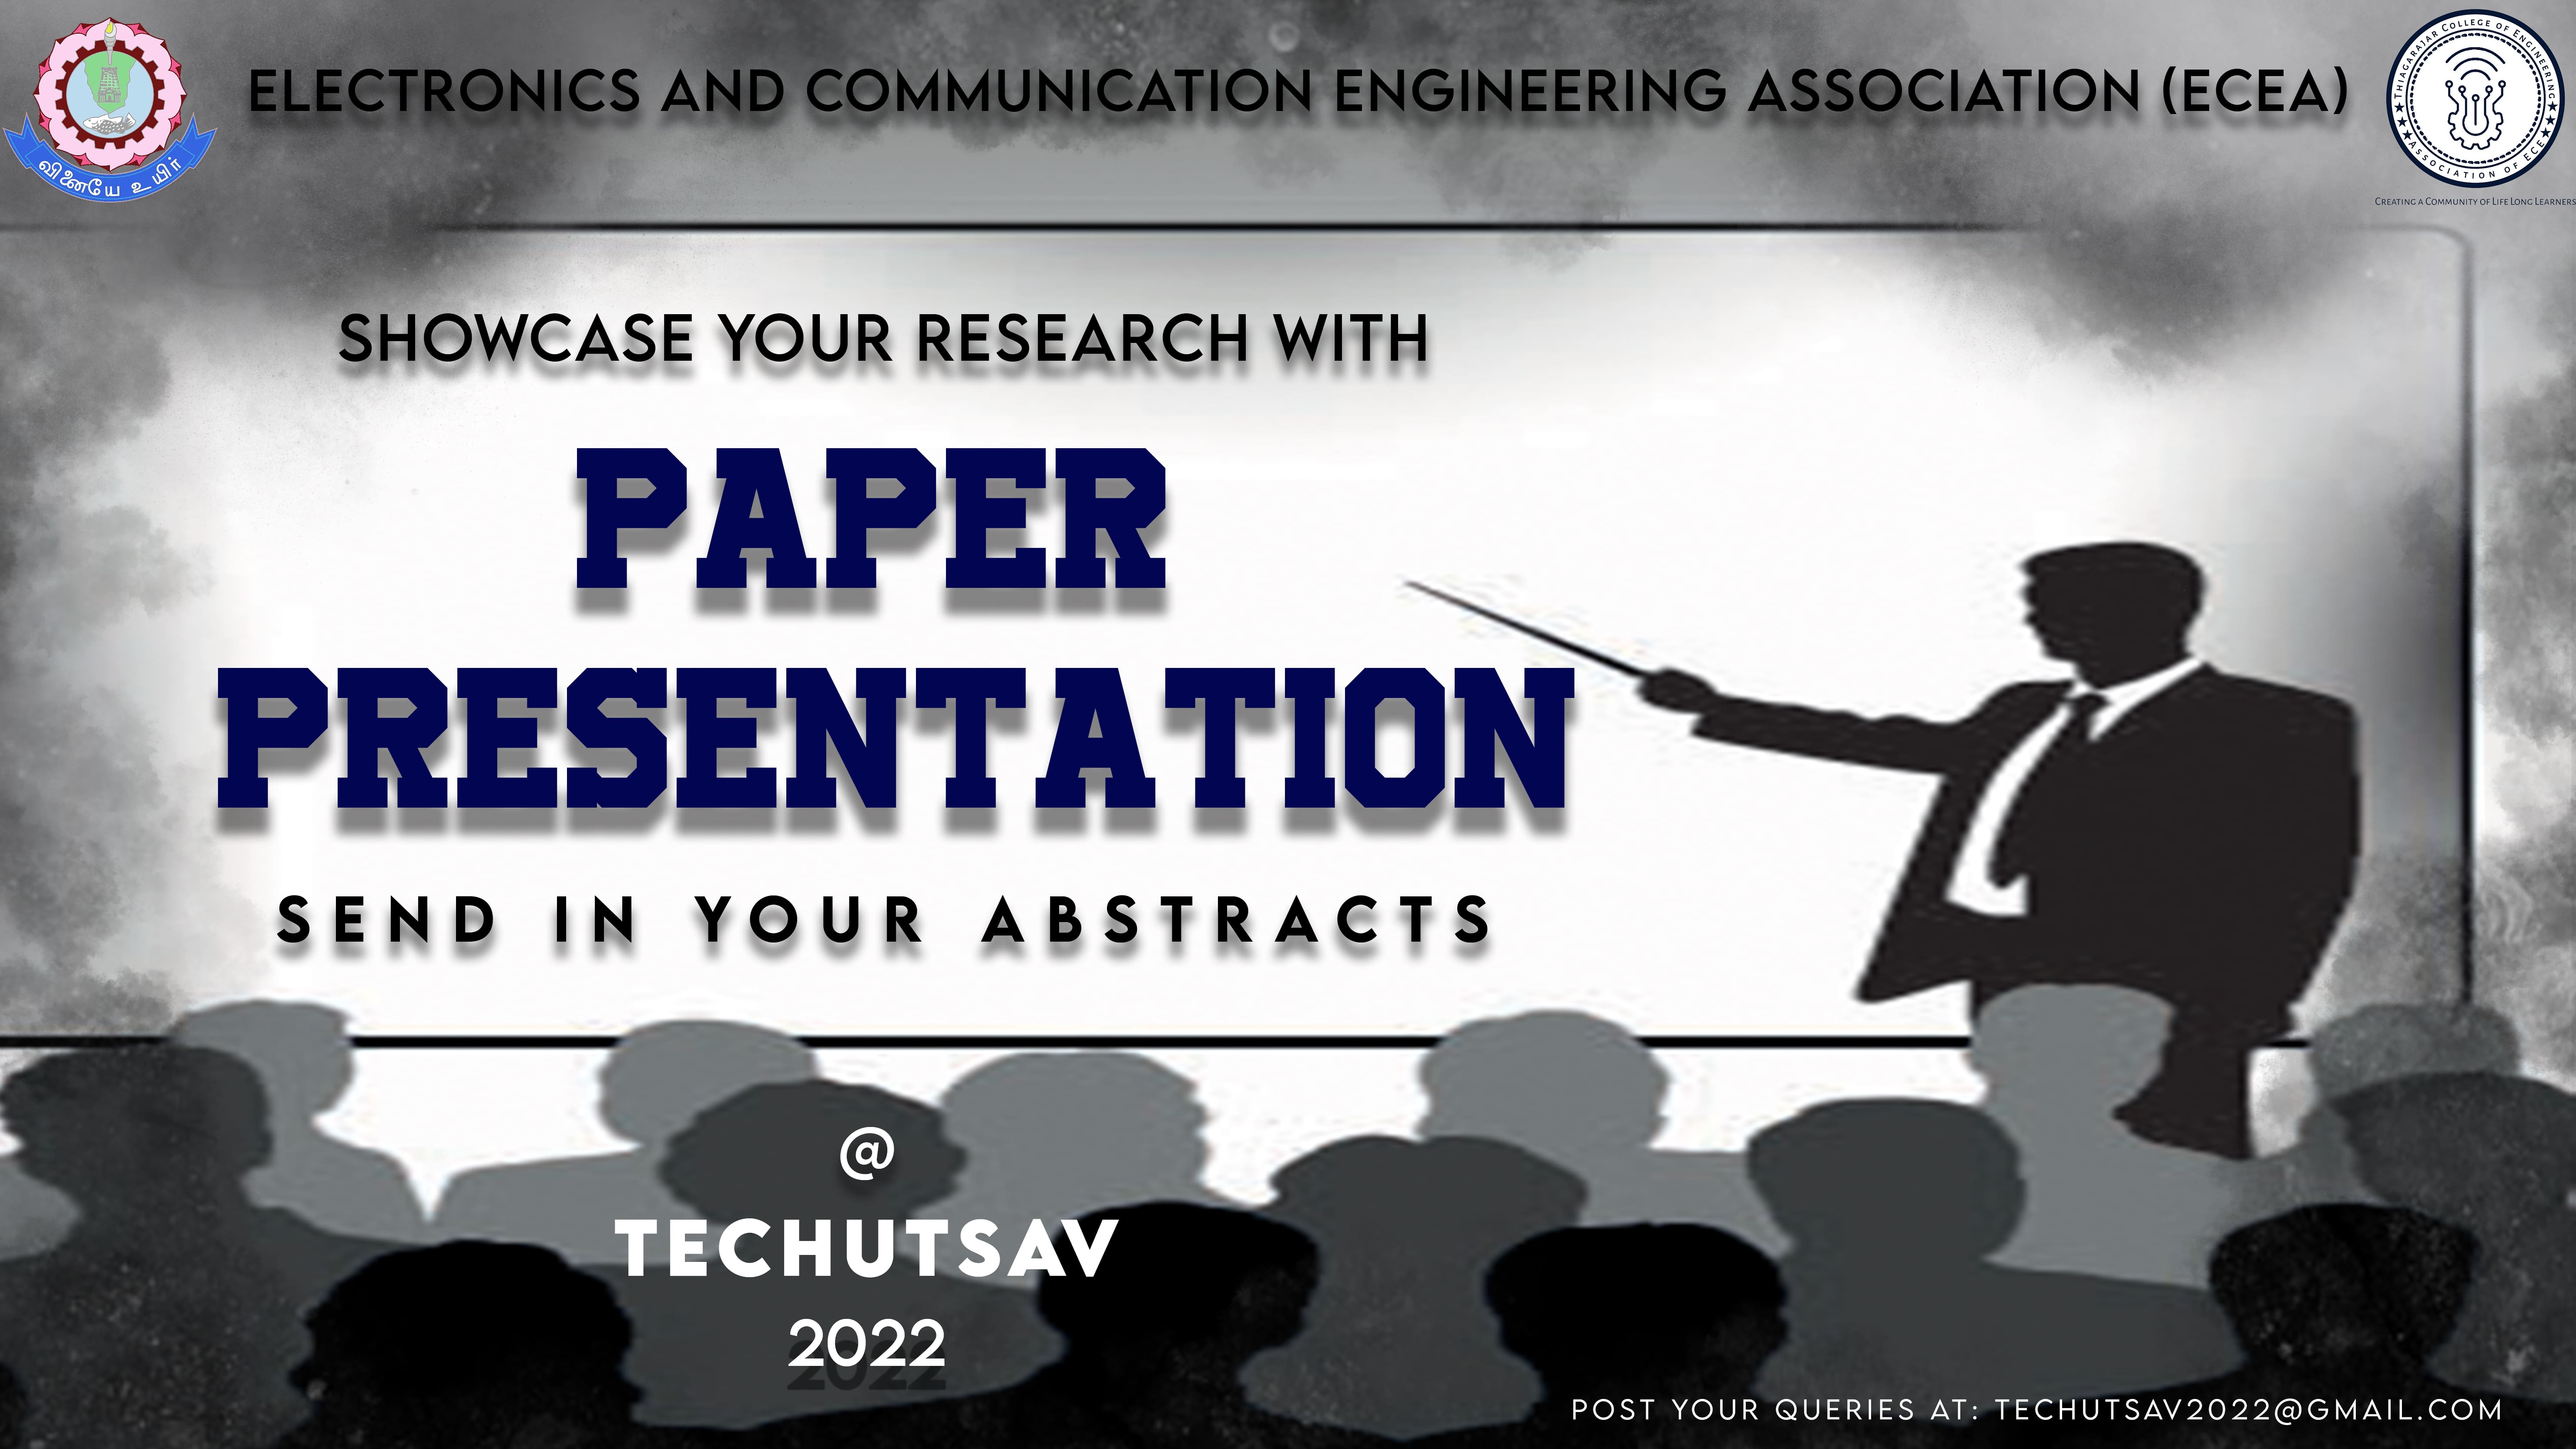 ELECTRONICS AND COMMUNICATION ENGINEERING ASSOCIATION (ECEA)
வினையே உயிர்
THIAGARAJAR COLLEGE OF ENGINEERING
ASSOCIATION OF ECE
CREATING A COMMUNITY OF LIFE LONG LEARNERS
SHOWCASE YOUR RESEARCH WITH
PAPER
PRESENTATION
SEND IN YOUR ABSTRACTS
@
TECHUTSAV
2022
POST YOUR QUERIES AT: TECHUTSAV2022@GMAIL.COM